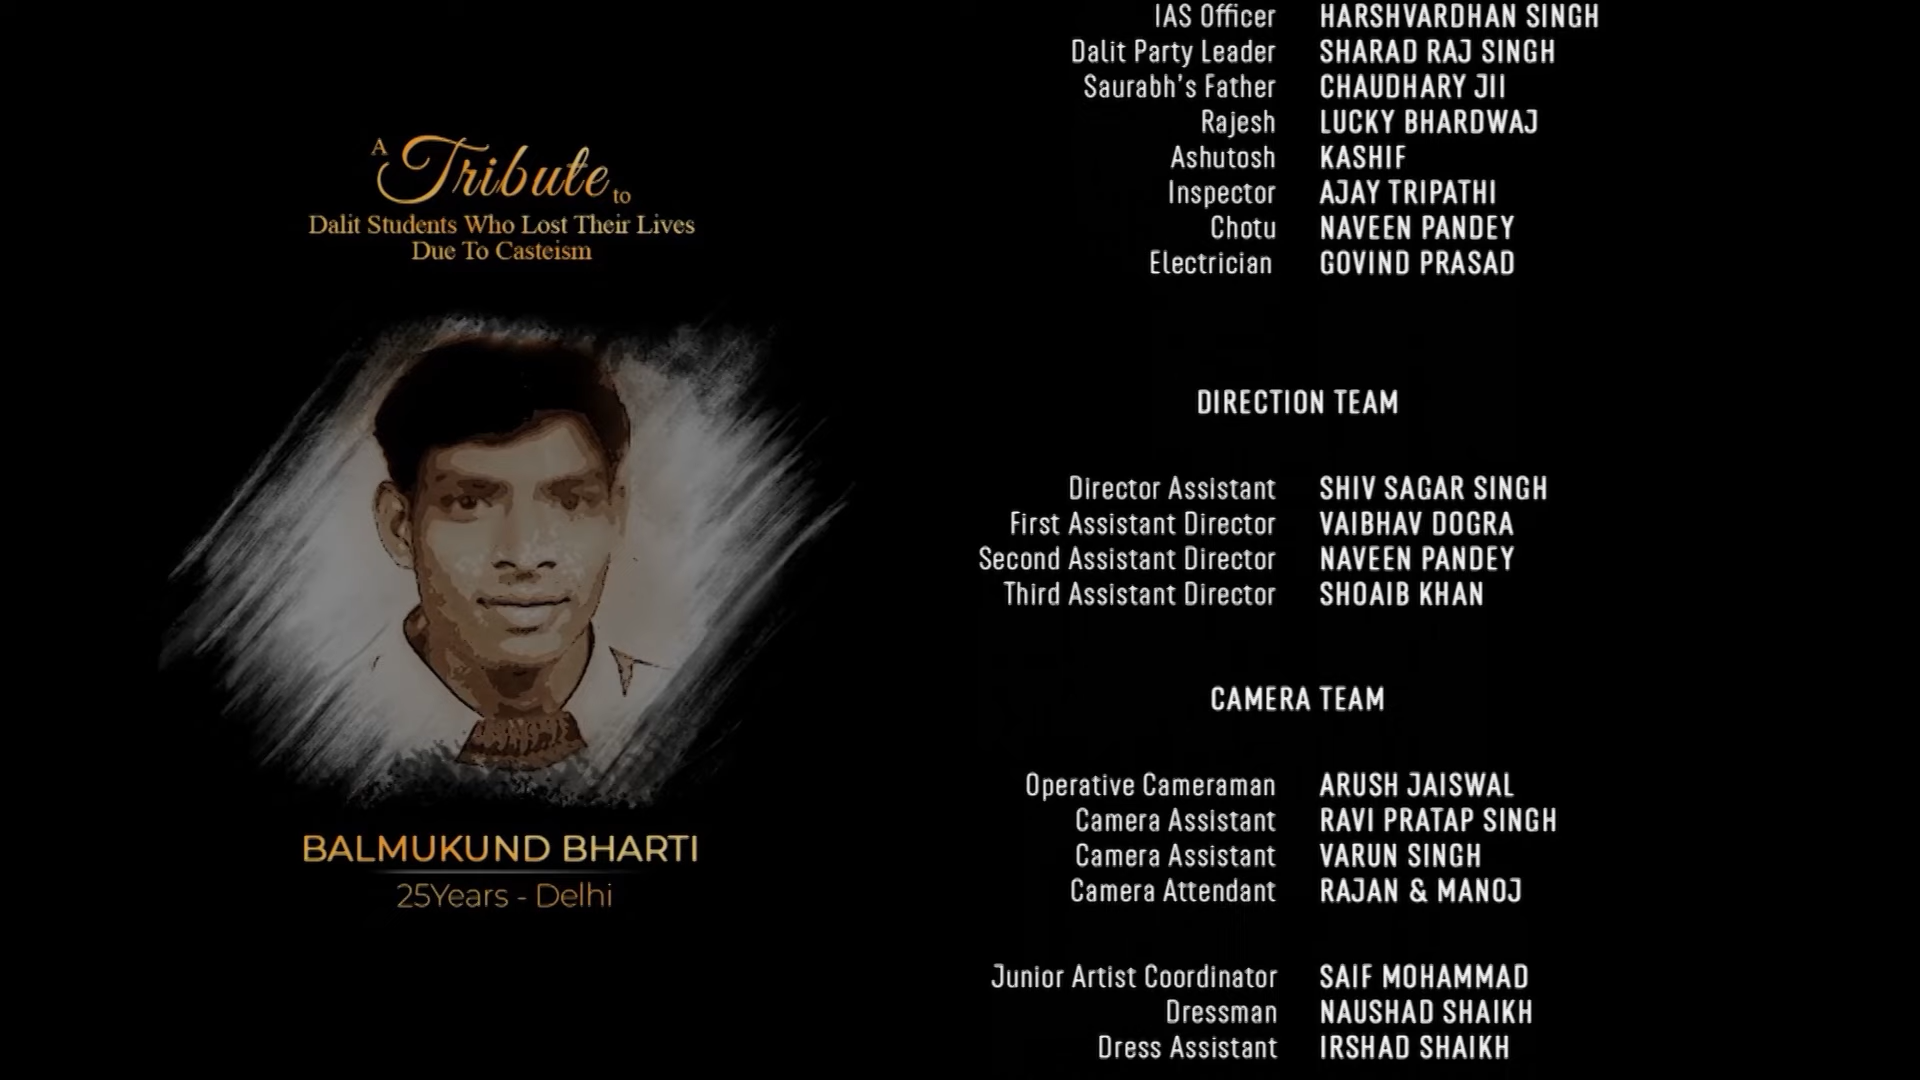 A Tribute to
Dalit Students Who Lost Their Lives
Due To Casteism
BALMUKUND BHARTI
25Years - Delhi
IAS Officer HARSHVARDHAN SINGH
Dalit Party Leader SHARAD RAJ SINGH
Saurabh's Father CHAUDHARY JII
Rajesh LUCKY BHARDWAJ
Ashutosh KASHIF
Inspector AJAY TRIPATHI
Chotu NAVEEN PANDEY
Electrician GOVIND PRASAD
DIRECTION TEAM
Director Assistant SHIV SAGAR SINGH
First Assistant Director VAIBHAV DOGRA
Second Assistant Director NAVEEN PANDEY
Third Assistant Director SHOAIB KHAN
CAMERA TEAM
Operative Cameraman ARUSH JAISWAL
Camera Assistant RAVI PRATAP SINGH
Camera Assistant VARUN SINGH
Camera Attendant RAJAN & MANOJ
Junior Artist Coordinator SAIF MOHAMMAD
Dressman NAUSHAD SHAIKH
Dress Assistant IRSHAD SHAIKH